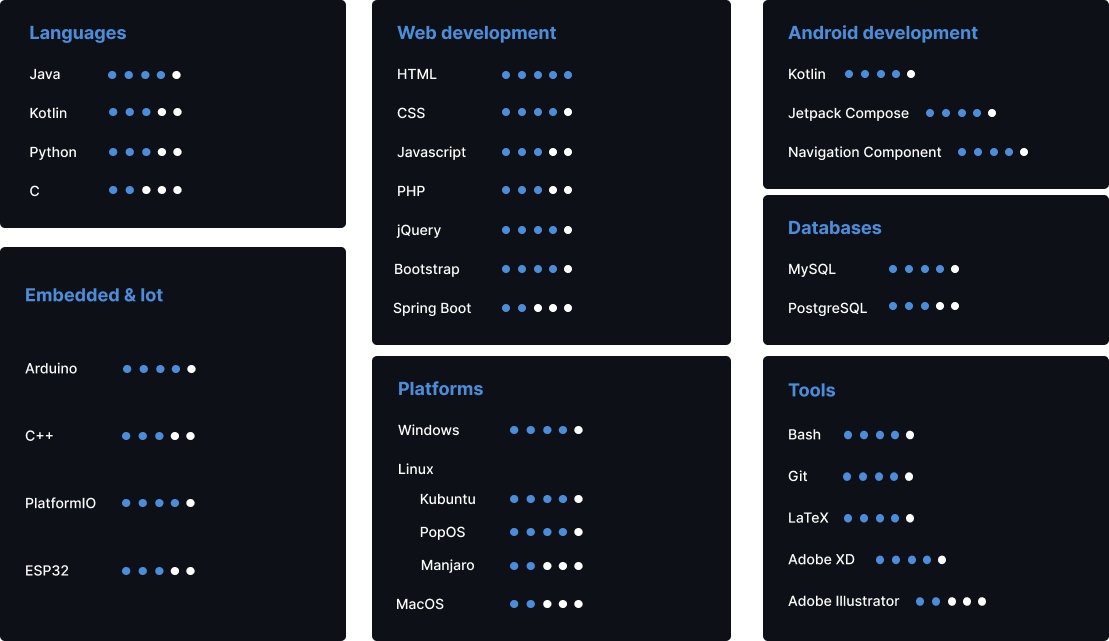 Languages
Java
Kotlin
Python
C
Embedded & Iot
Arduino
C++
PlatformIO
ESP32
Web development
HTML
CSS
Javascript
PHP
jQuery
Bootstrap
Spring Boot
Platforms
Windows
Linux
Kubuntu
PopOS
Manjaro
MacOS
Android development
Kotlin
Jetpack Compose
Navigation Component
Databases
MySQL
PostgreSQL
Tools
Bash
Git
LaTeX
Adobe XD
Adobe Illustrator